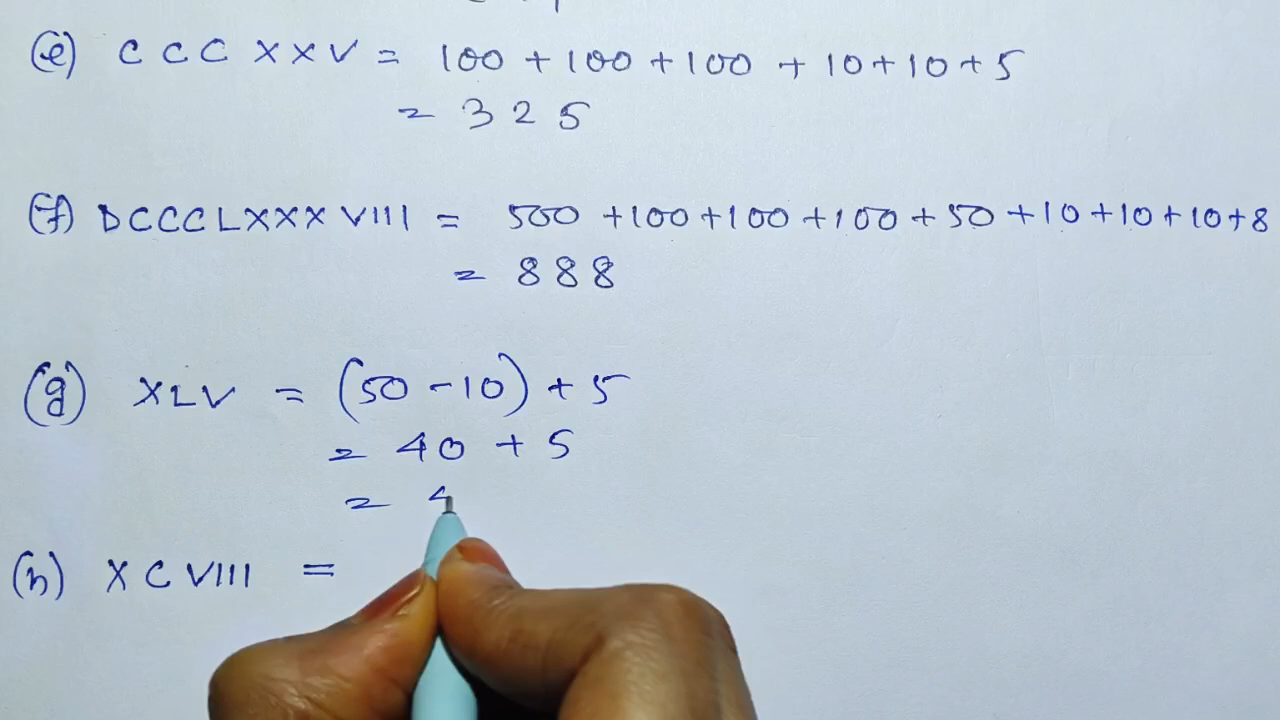 (e) CCCXXV = 100 + 100 + 100 + 10 + 10 + 5
= 325
(f) DCCCLXXXVIII = 500 + 100 + 100 + 100 + 50 + 10 + 10 + 10 + 8
= 888
(g) XLV = (50 - 10) + 5
= 40 + 5
= 4
(h) XCVIII =